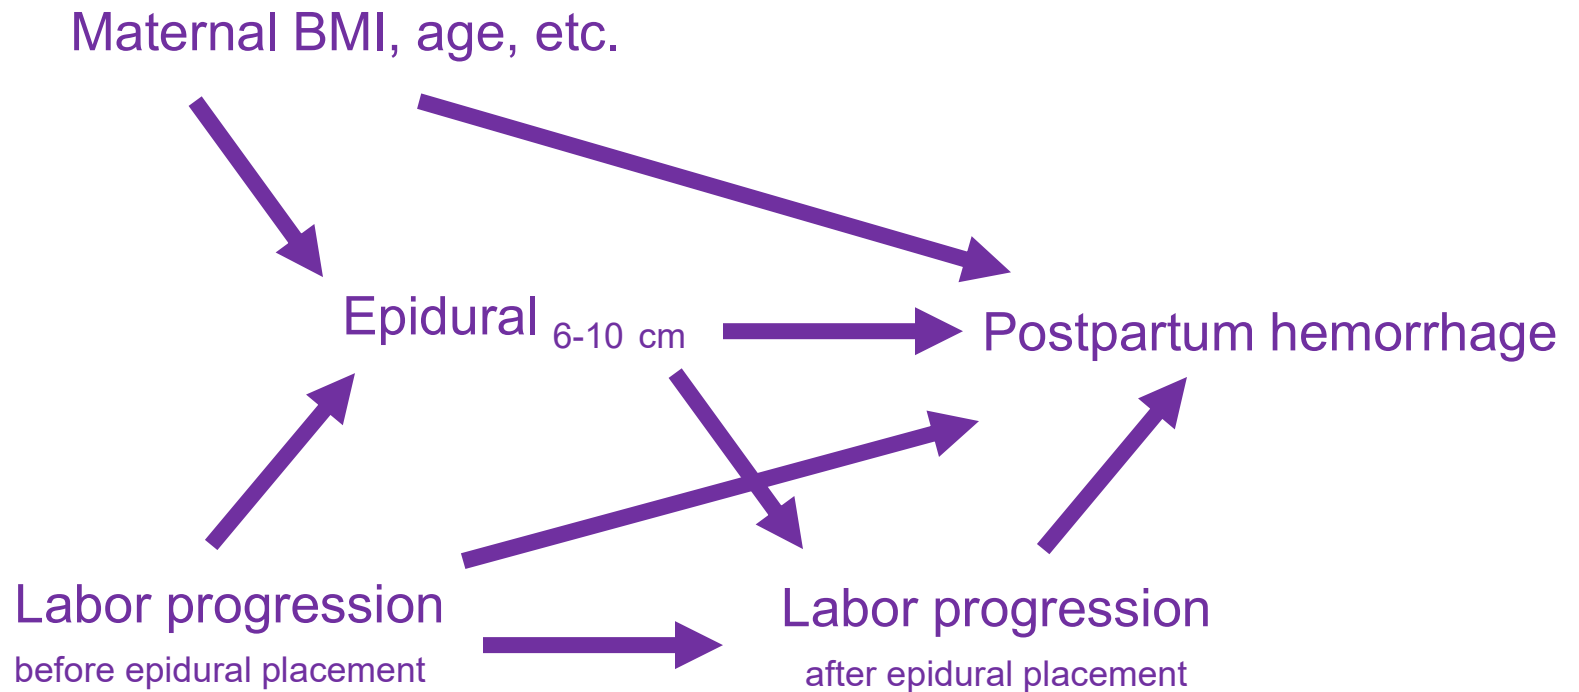 Maternal BMI, age, etc.
Epidural 6-10 cm
Postpartum hemorrhage
Labor progression
before epidural placement
Labor progression
after epidural placement